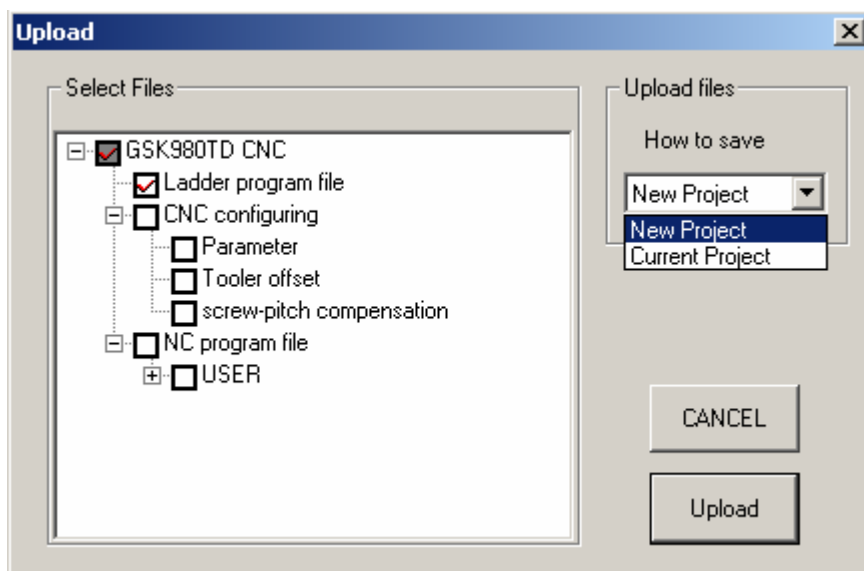 Upload
Select Files
GSK980TD CNC
Ladder program file
CNC configuring
Parameter
Tooler offset
screw-pitch compensation
NC program file
USER
Upload files
How to save
New Project
New Project
Current Project
CANCEL
Upload